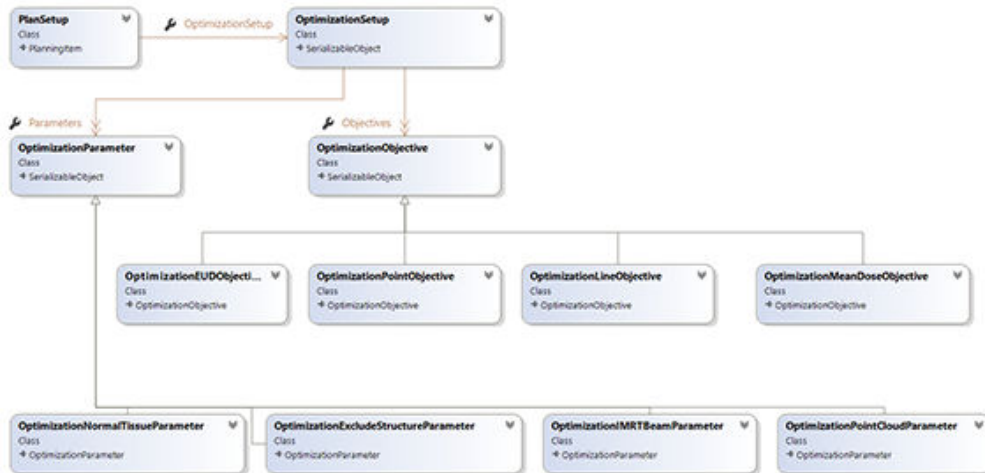 PlanSetup
Class
PlanningItem
OptimizationSetup
OptimizationSetup
Class
SerializableObject
Parameters
Objectives
OptimizationParameter
Class
SerializableObject
OptimizationObjective
Class
SerializableObject
OptimizationEUDObjecti...
Class
OptimizationObjective
OptimizationPointObjective
Class
OptimizationObjective
OptimizationLineObjective
Class
OptimizationObjective
OptimizationMeanDoseObjective
Class
OptimizationObjective
OptimizationNormalTissueParameter
Class
OptimizationParameter
OptimizationExcludeStructureParameter
Class
OptimizationParameter
OptimizationIMRTBeamParameter
Class
OptimizationParameter
OptimizationPointCloudParameter
Class
OptimizationParameter